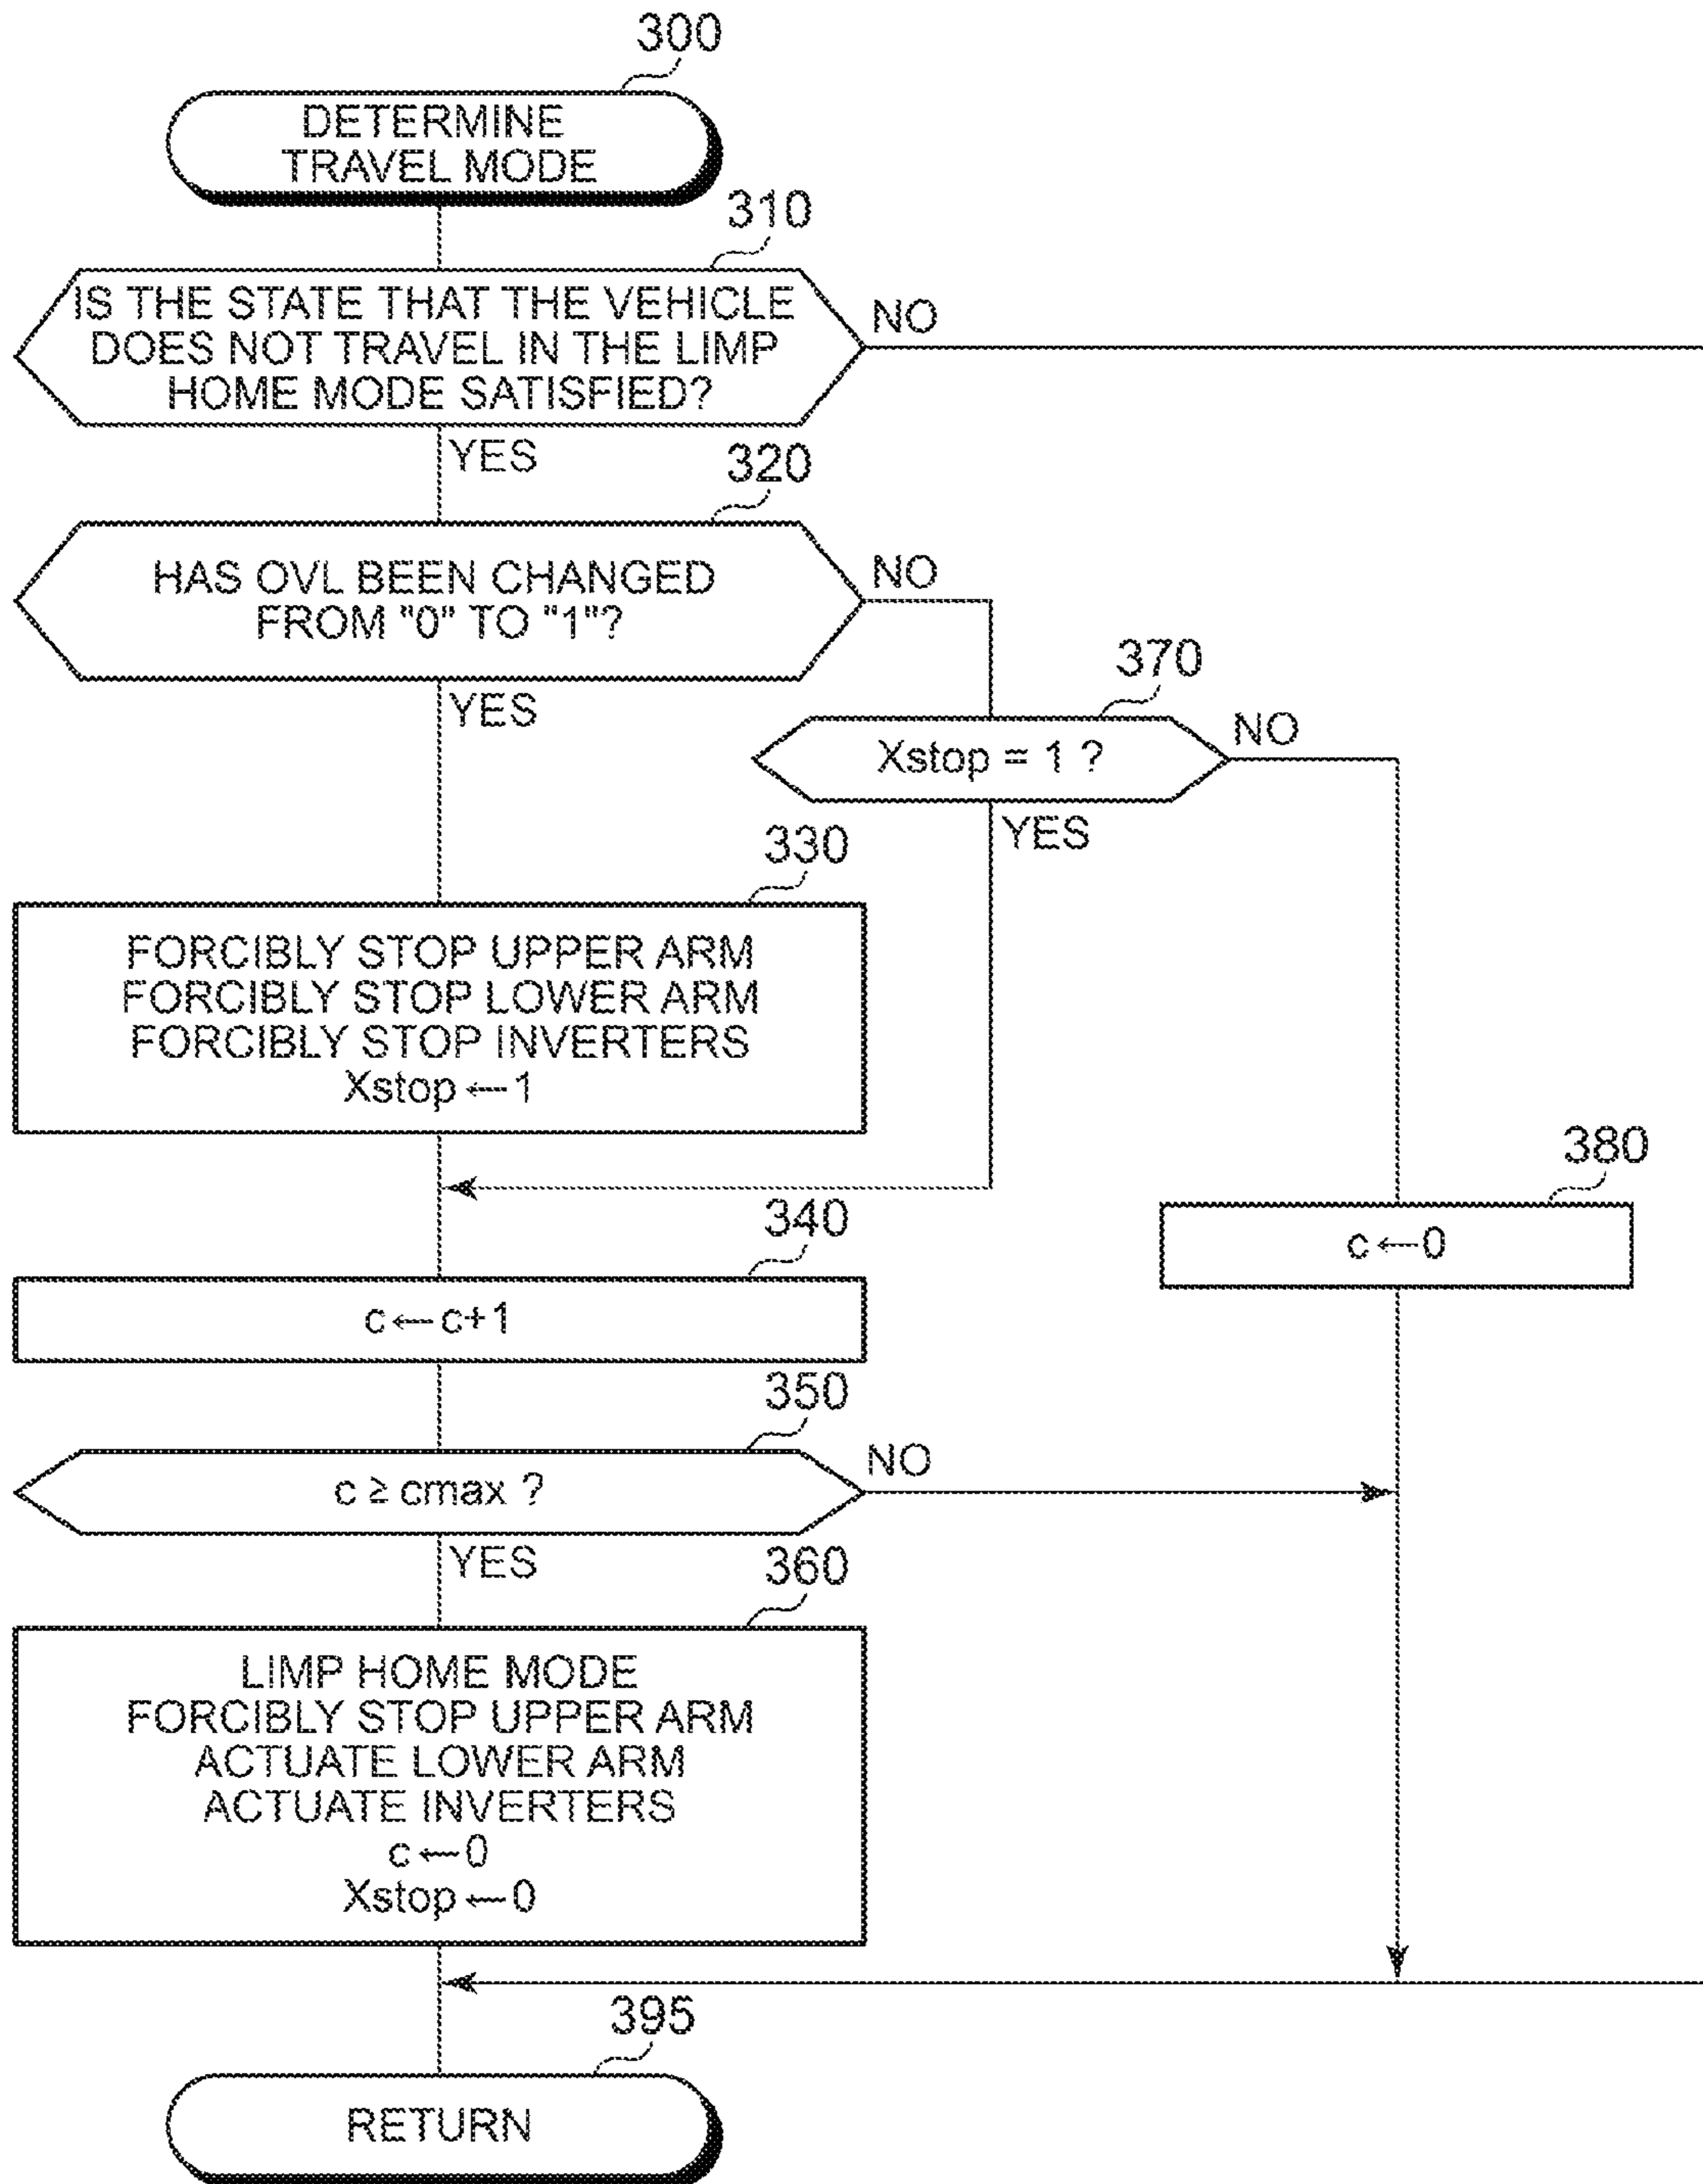 300
DETERMINE
TRAVEL MODE
310
IS THE STATE THAT THE VEHICLE
DOES NOT TRAVEL IN THE LIMP
HOME MODE SATISFIED?
NO
YES
320
HAS OVL BEEN CHANGED
FROM "0" TO "1"?
NO
YES
370
Xstop = 1 ?
NO
YES
330
FORCIBLY STOP UPPER ARM
FORCIBLY STOP LOWER ARM
FORCIBLY STOP INVERTERS
Xstop ← 1
380
c ← 0
340
c ← c+1
350
c ≥ cmax ?
NO
YES
360
LIMP HOME MODE
FORCIBLY STOP UPPER ARM
ACTUATE LOWER ARM
ACTUATE INVERTERS
c ← 0
Xstop ← 0
395
RETURN